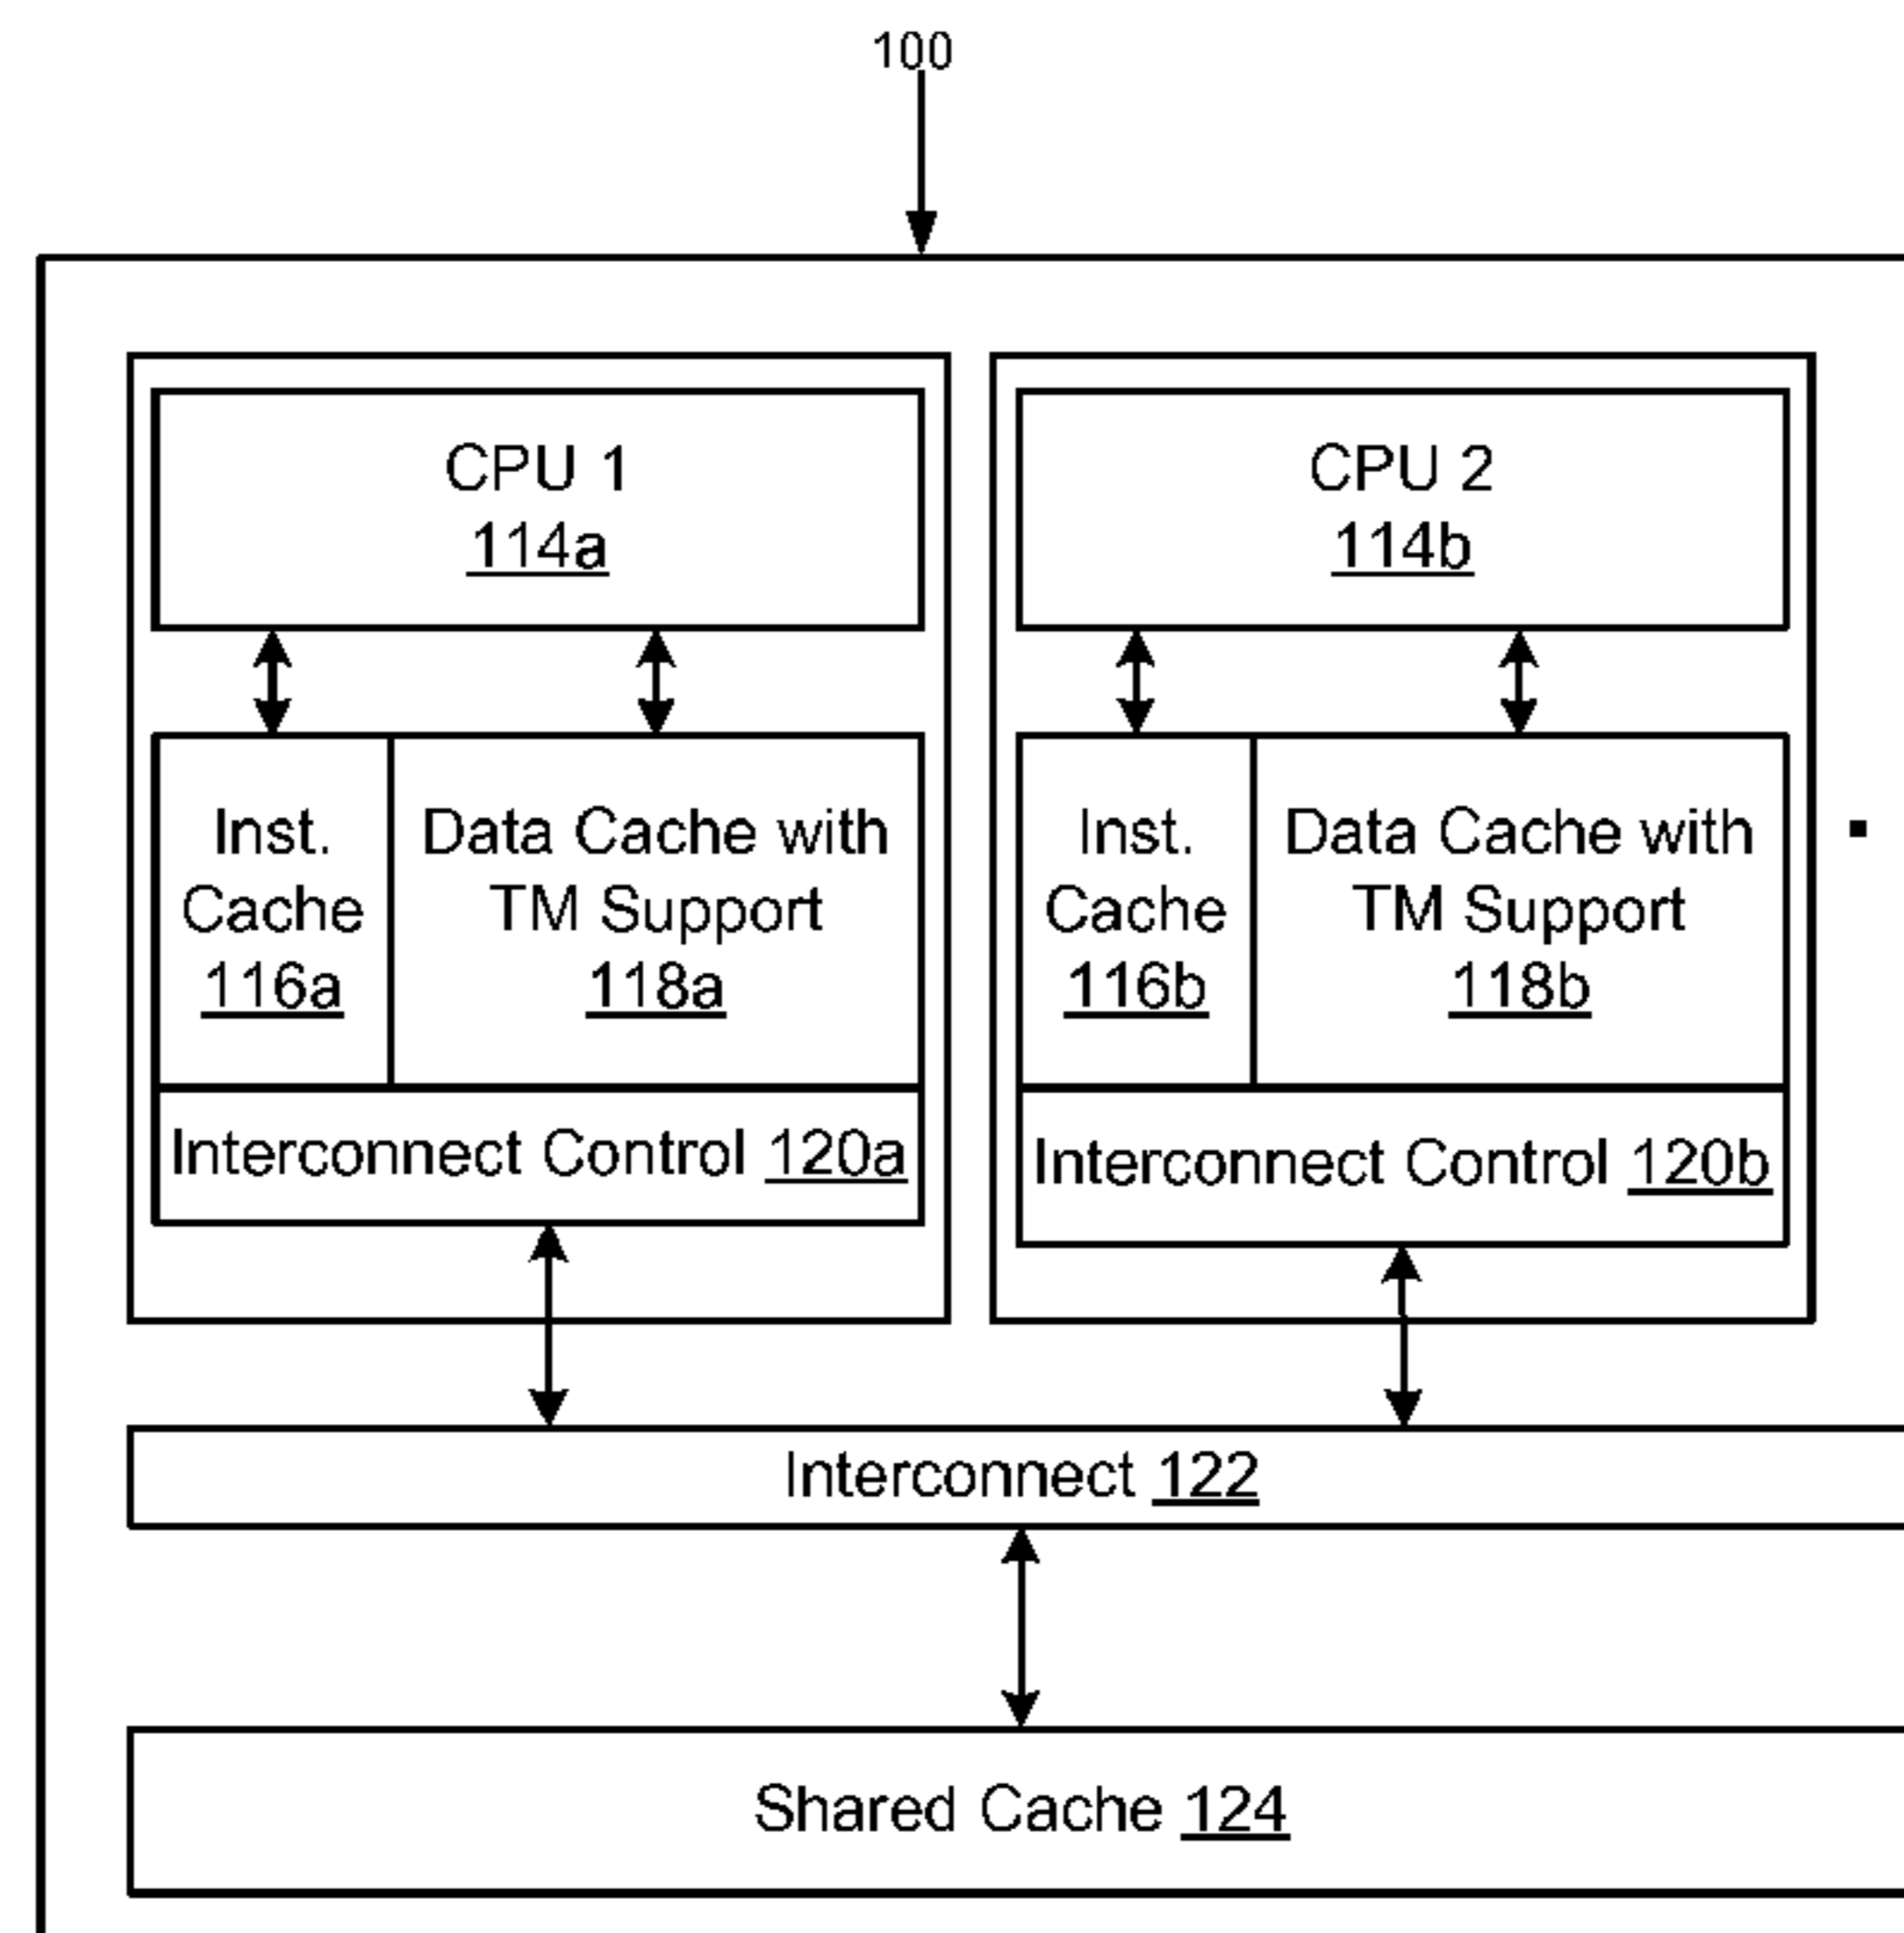 100
CPU 1
114a
CPU 2
114b
Inst.
Cache
116a
Data Cache with
TM Support
118a
Inst.
Cache
116b
Data Cache with
TM Support
118b
Interconnect Control 120a
Interconnect Control 120b
Interconnect 122
Shared Cache 124